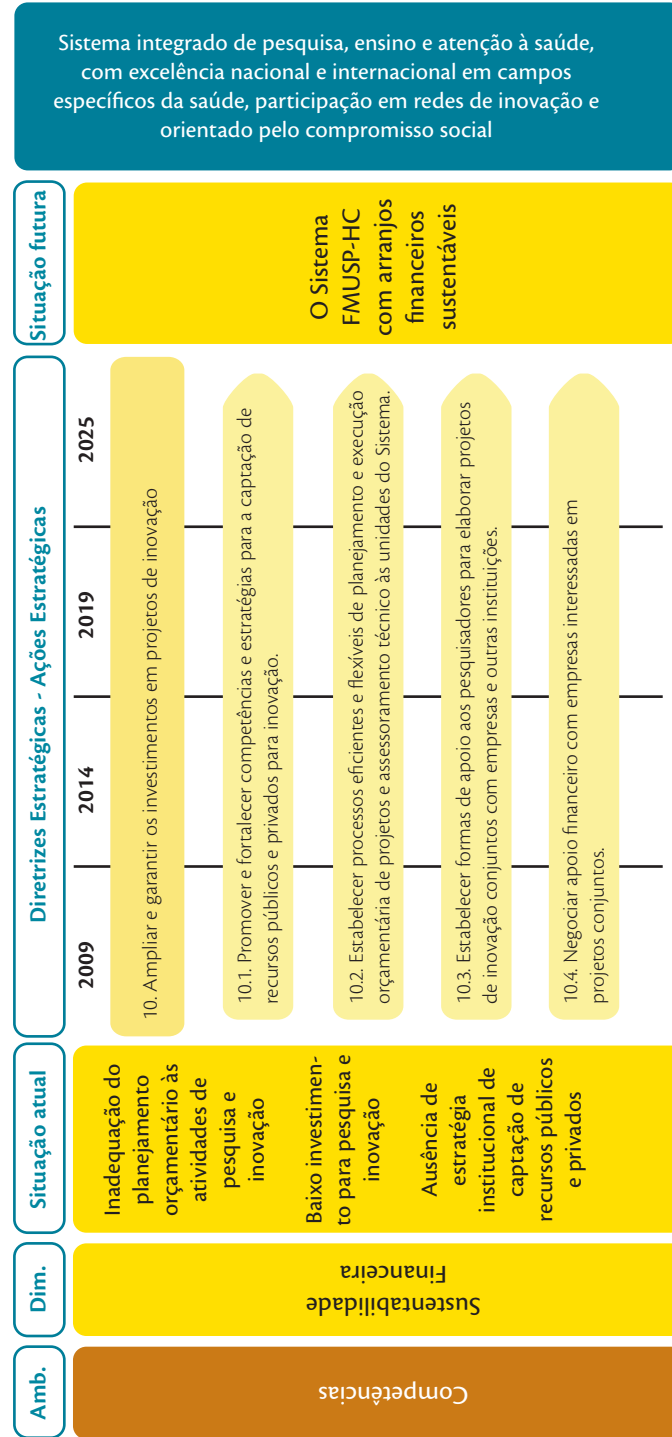 Amb.
Dim.
Situação atual
Diretrizes Estratégicas - Ações Estratégicas
Situação futura
Competências
Sustentabilidade
Financeira
Inadequação do
planejamento
orçamentário às
atividades de
pesquisa e
inovação
Baixo investimen-
to para pesquisa e
inovação
Ausência de
estratégia
institucional de
captação de
recursos públicos
e privados
2009
2014
2019
2025
10. Ampliar e garantir os investimentos em projetos de inovação
10.1. Promover e fortalecer competências e estratégias para a captação de
recursos públicos e privados para inovação.
10.2. Estabelecer processos eficientes e flexíveis de planejamento e execução
orçamentária de projetos e assessoramento técnico às unidades do Sistema.
10.3. Estabelecer formas de apoio aos pesquisadores para elaborar projetos
de inovação conjuntos com empresas e outras instituições.
10.4. Negociar apoio financeiro com empresas interessadas em
projetos conjuntos.
O Sistema
FMUSP-HC
com arranjos
financeiros
sustentáveis
Sistema integrado de pesquisa, ensino e atenção à saúde,
com excelência nacional e internacional em campos
específicos da saúde, participação em redes de inovação e
orientado pelo compromisso social